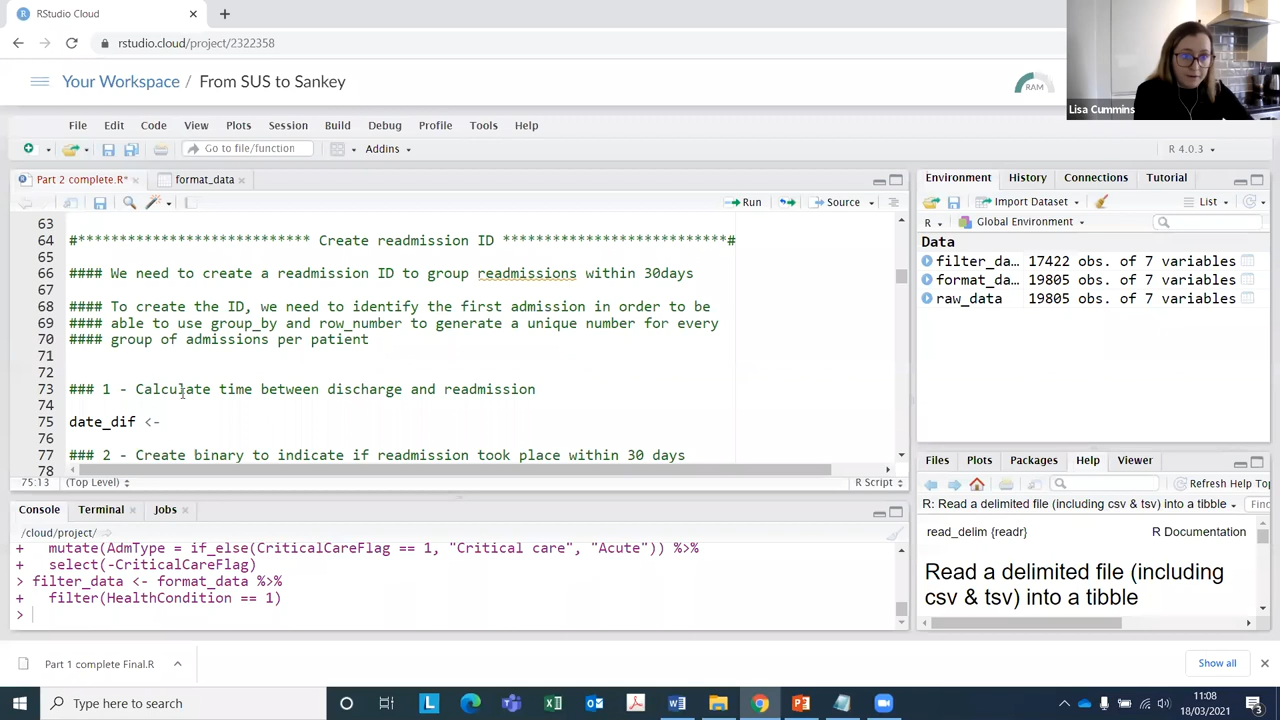 RStudio Cloud
rstudio.cloud/project/2322358
Your Workspace / From SUS to Sankey
RAM
Lisa Cummins
File Edit Code View Plots Session Build Debug Profile Tools Help
Go to file/function
Addins
R 4.0.3
Part 2 complete.R*
format_data
Run
Source
63
64 #**************************** Create readmission ID ***************************#
65
66 #### We need to create a readmission ID to group readmissions within 30days
67
68 #### To create the ID, we need to identify the first admission in order to be
69 #### able to use group_by and row_number to generate a unique number for every
70 #### group of admissions per patient
71
72
73 ### 1 - Calculate time between discharge and readmission
74
75 date_dif <-
76
77 ### 2 - Create binary to indicate if readmission took place within 30 days
78
75:13 (Top Level)
R Script
Console Terminal Jobs
/cloud/project/
+ mutate(AdmType = if_else(CriticalCareFlag == 1, "Critical care", "Acute")) %>%
+ select(-CriticalCareFlag)
> filter_data <- format_data %>%
+ filter(HealthCondition == 1)
>
Environment History Connections Tutorial
Import Dataset
List
R
Global Environment
Data
filter_da... 17422 obs. of 7 variables
format_da... 19805 obs. of 7 variables
raw_data 19805 obs. of 7 variables
Files Plots Packages Help Viewer
Refresh Help Top
R: Read a delimited file (including csv & tsv) into a tibble
Find
read_delim {readr}
R Documentation
Read a delimited file (including
csv & tsv) into a tibble
Part 1 complete Final.R
Show all
Type here to search
11:08
18/03/2021
3